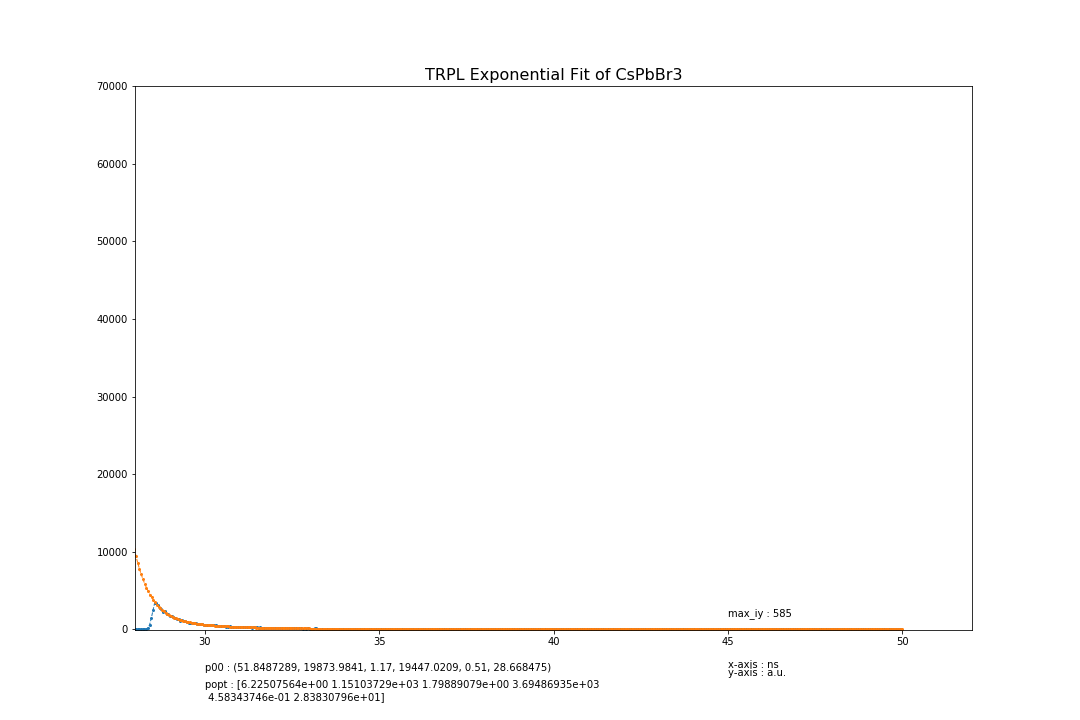 TRPL Exponential Fit of CsPbBr3
70000
60000
50000
40000
30000
20000
10000
0
max_iy : 585
30 35 40 45 50
p00 : (51.8487289, 19873.9841, 1.17, 19447.0209, 0.51, 28.668475)
x-axis : ns
y-axis : a.u.
popt : [6.22507564e+00 1.15103729e+03 1.79889079e+00 3.69486935e+03
4.58343746e-01 2.83830796e+01]